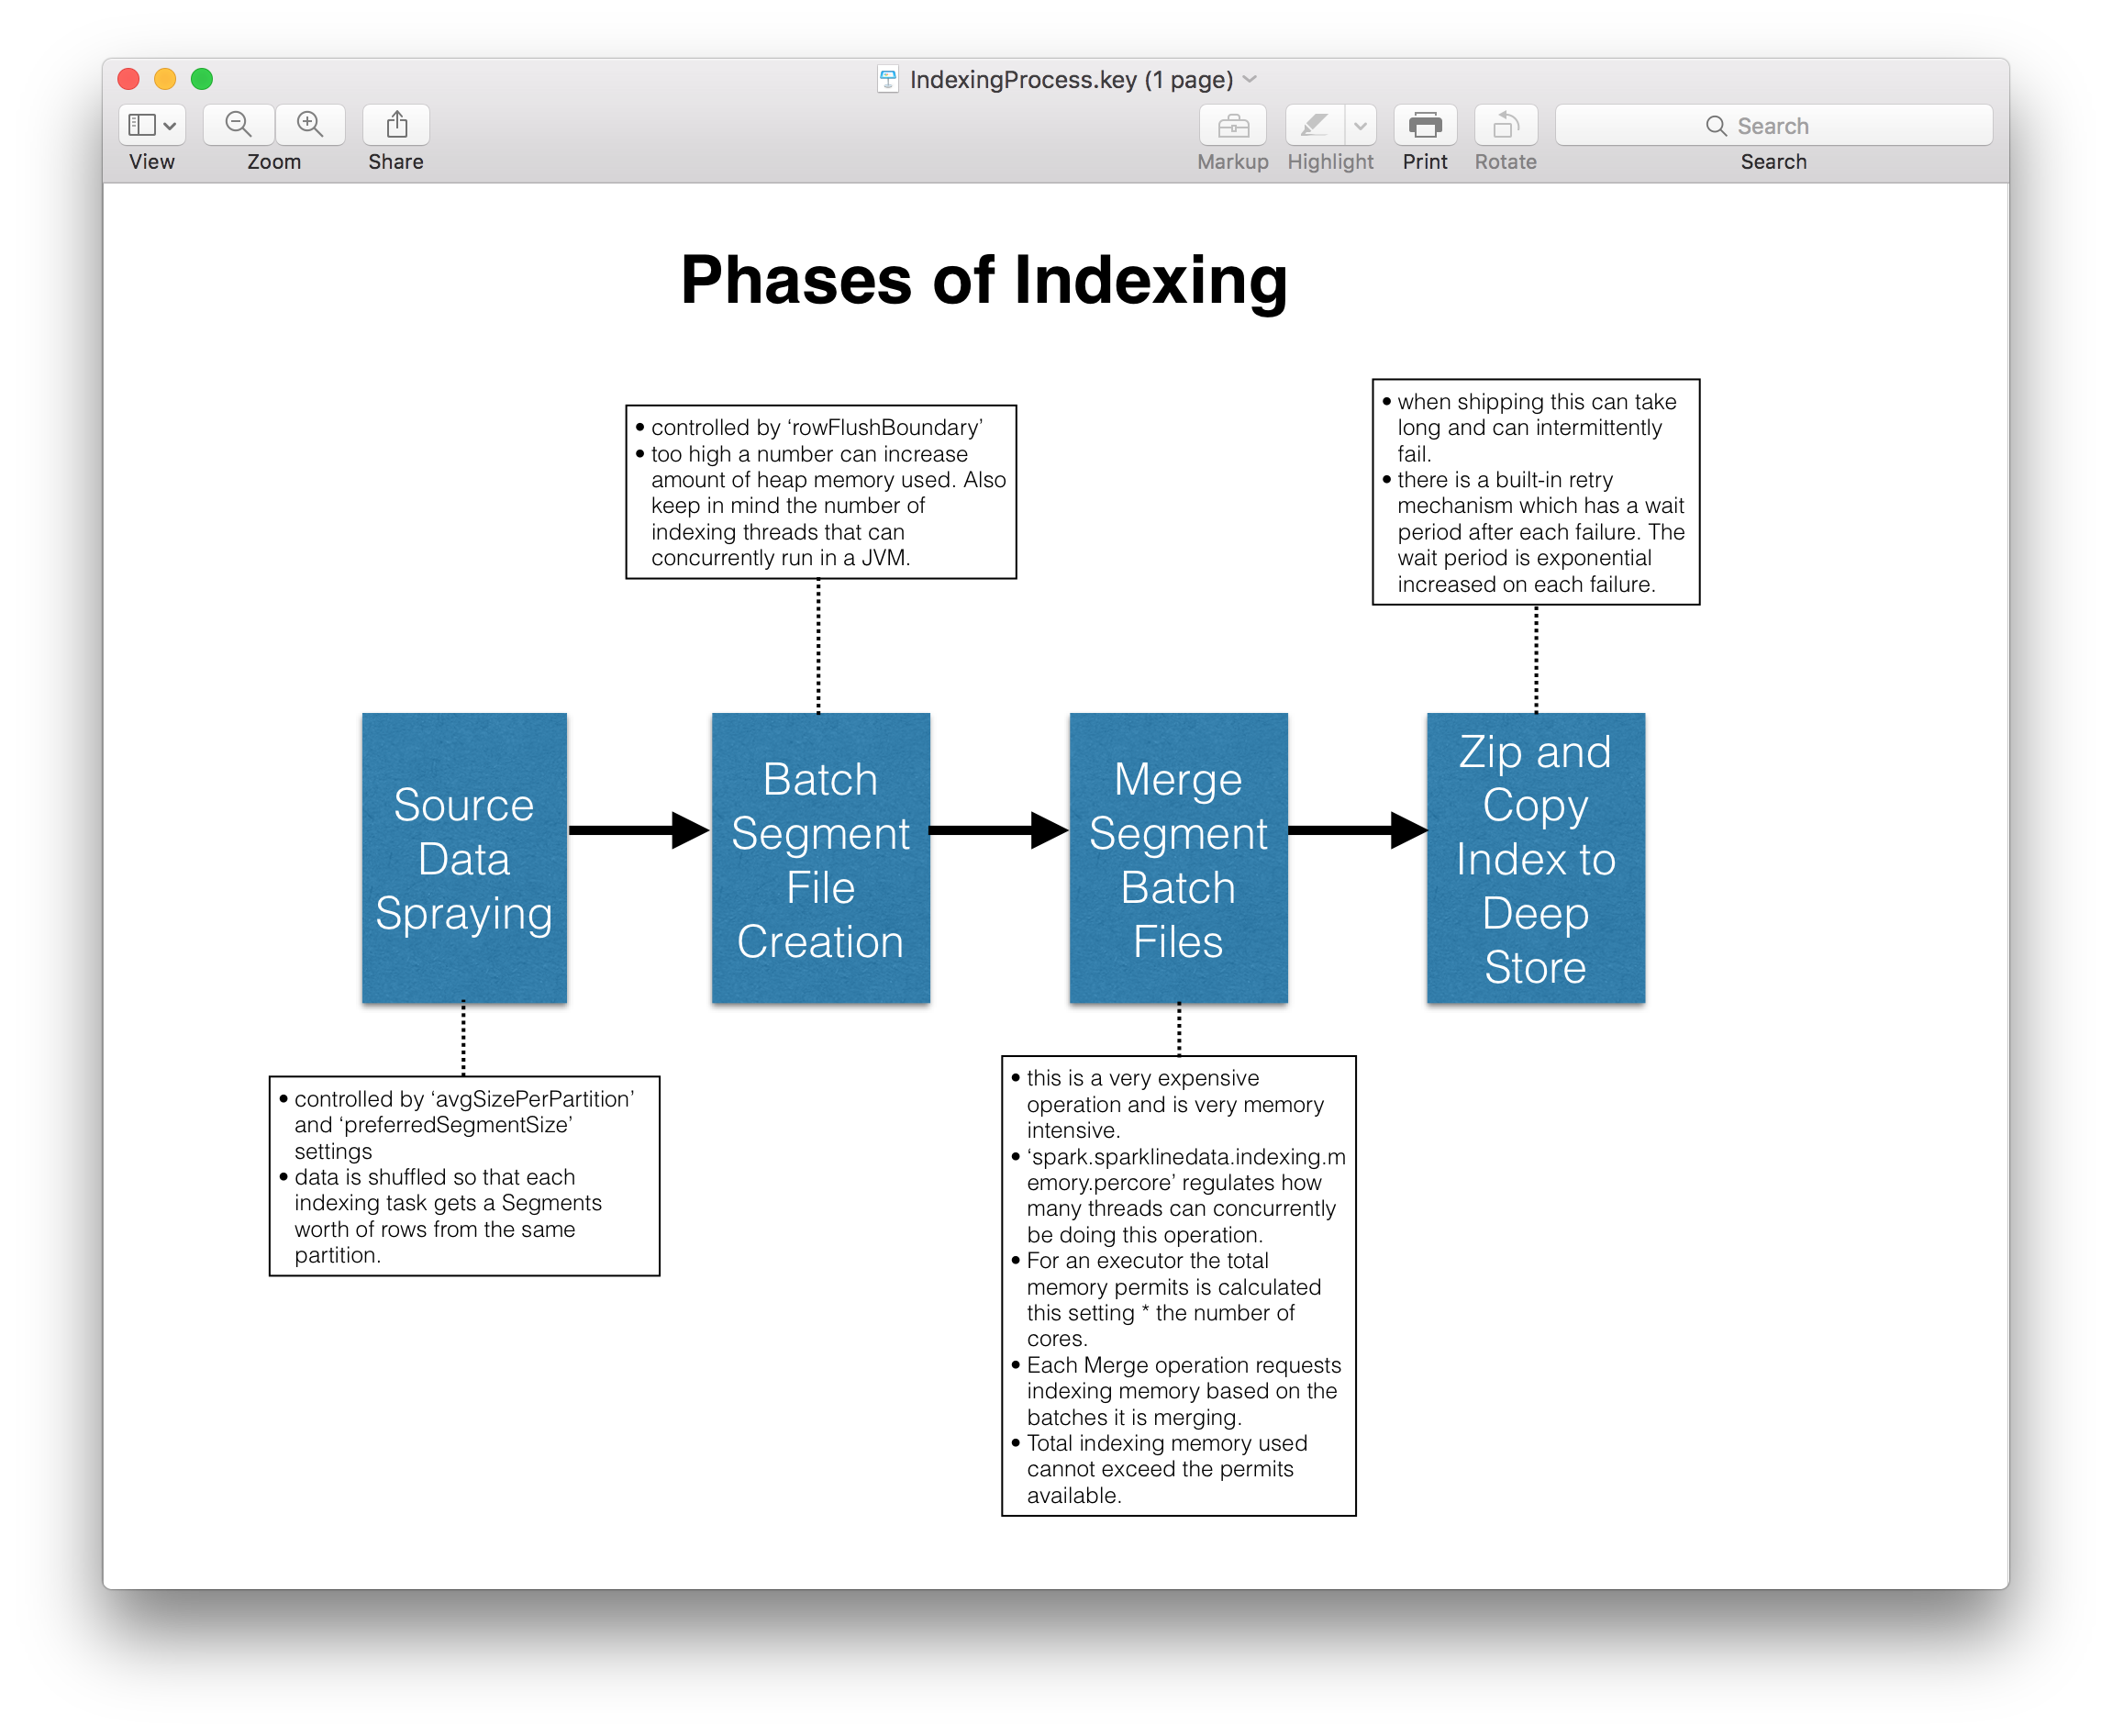 IndexingProcess.key (1 page)
View
Zoom
Share
Markup
Highlight
Print
Rotate
Search
Search
Phases of Indexing
• controlled by ‘rowFlushBoundary’
• too high a number can increase
amount of heap memory used. Also
keep in mind the number of
indexing threads that can
concurrently run in a JVM.
• when shipping this can take
long and can intermittently
fail.
• there is a built-in retry
mechanism which has a wait
period after each failure. The
wait period is exponential
increased on each failure.
Source
Data
Spraying
Batch
Segment
File
Creation
Merge
Segment
Batch
Files
Zip and
Copy
Index to
Deep
Store
• controlled by ‘avgSizePerPartition’
and ‘preferredSegmentSize’
settings
• data is shuffled so that each
indexing task gets a Segments
worth of rows from the same
partition.
• this is a very expensive
operation and is very memory
intensive.
• ‘spark.sparklinedata.indexing.m
emory.percore’ regulates how
many threads can concurrently
be doing this operation.
• For an executor the total
memory permits is calculated
this setting * the number of
cores.
• Each Merge operation requests
indexing memory based on the
batches it is merging.
• Total indexing memory used
cannot exceed the permits
available.